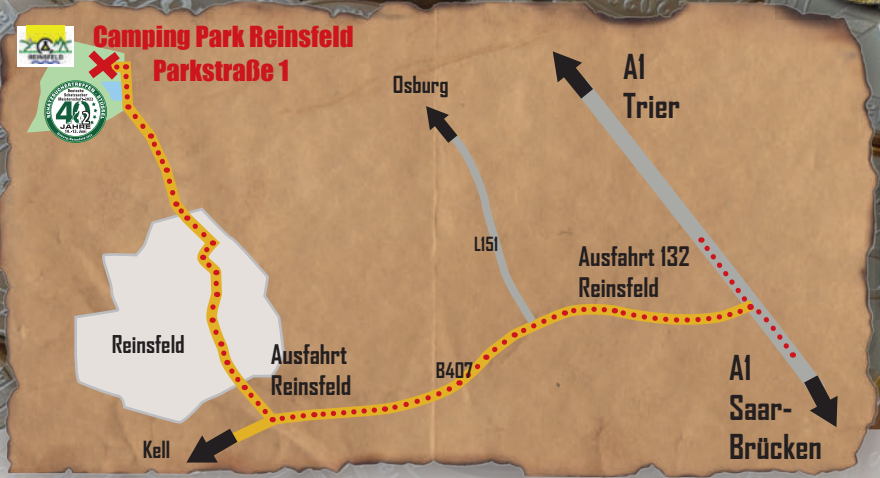 Camping Park Reinsfeld
Parkstraße 1
REINSFELD
40
JAHRE
Osburg
A1
Trier
L151
Ausfahrt 132
Reinsfeld
Reinsfeld
Ausfahrt
Reinsfeld
B407
A1
Saar-
Brücken
Kell